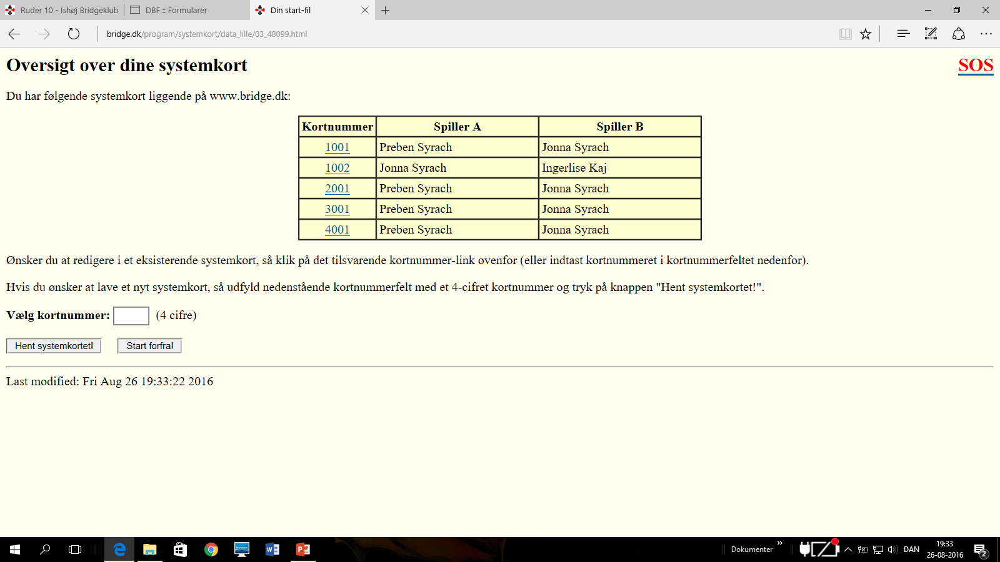 Ruder 10 - Ishøj Bridgeklub DBF :: Formularer Din start-fil
bridge.dk/program/systemkort/data_lille/03_48099.html
Oversigt over dine systemkort SOS
Du har følgende systemkort liggende på www.bridge.dk:
Kortnummer Spiller A Spiller B
1001 Preben Syrach Jonna Syrach
1002 Jonna Syrach Ingerlise Kaj
2001 Preben Syrach Jonna Syrach
3001 Preben Syrach Jonna Syrach
4001 Preben Syrach Jonna Syrach
Ønsker du at redigere i et eksisterende systemkort, så klik på det tilsvarende kortnummer-link ovenfor (eller indtast kortnummeret i kortnummerfeltet nedenfor).
Hvis du ønsker at lave et nyt systemkort, så udfyld nedenstående kortnummerfelt med et 4-cifret kortnummer og tryk på knappen "Hent systemkortet!".
Vælg kortnummer: (4 cifre)
Hent systemkortet! Start forfra!
Last modified: Fri Aug 26 19:33:22 2016
Dokumenter » DAN 19:33
26-08-2016 2